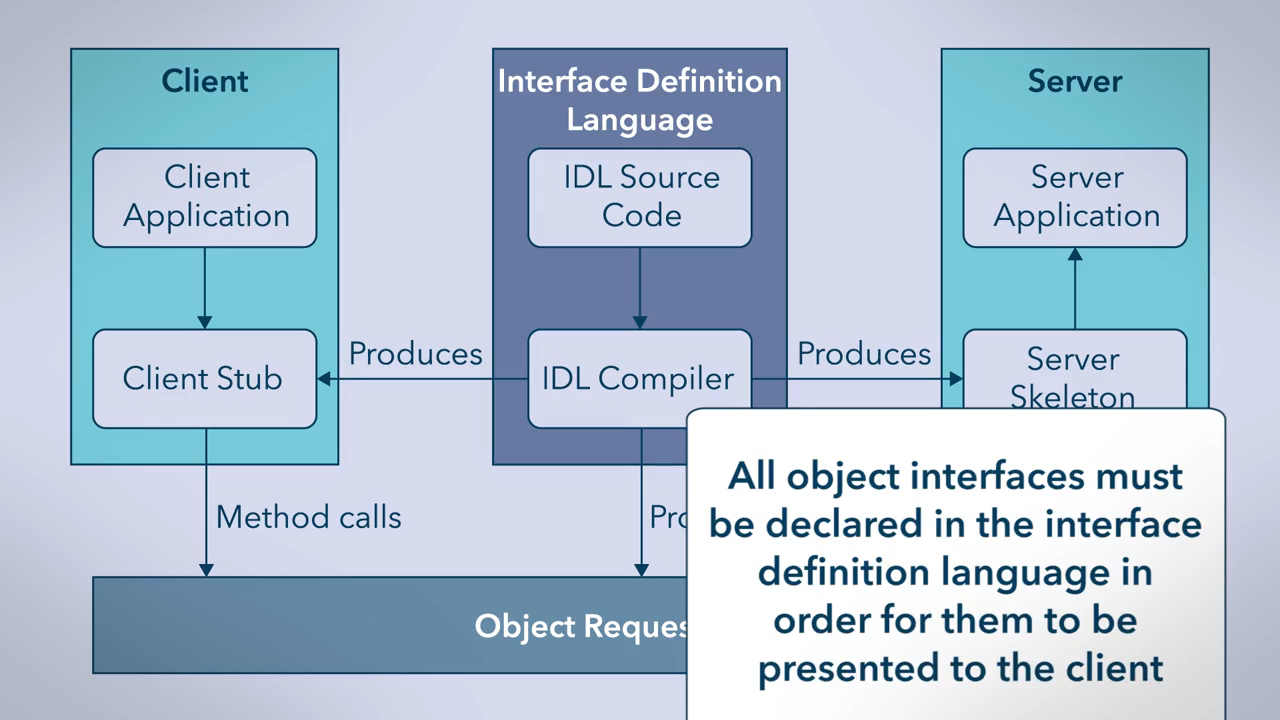 Client
Client
Application
Client Stub
Interface Definition
Language
IDL Source
Code
IDL Compiler
Server
Server
Application
Server
Skeleton
Produces
Produces
Method calls
Object
All object interfaces must
be declared in the interface
definition language in
order for them to be
presented to the client